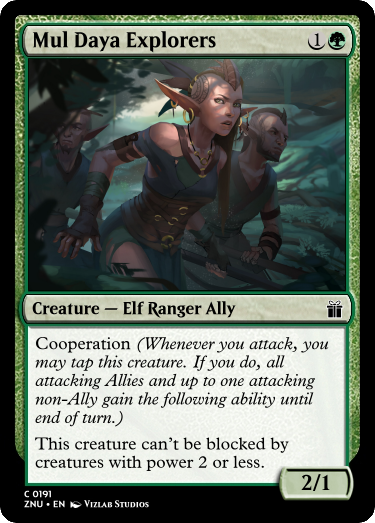 Mul Daya Explorers 1
Creature — Elf Ranger Ally
Cooperation (Whenever you attack, you
may tap this creature. If you do, all
attacking Allies and up to one attacking
non-Ally gain the following ability until
end of turn.)
This creature can't be blocked by
creatures with power 2 or less.
2/1
C 0191
ZNU • EN Vizlab Studios